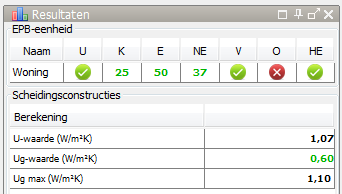 Resultaten
EPB-eenheid
Naam U K E NE V O HE
Woning 25 50 37
Scheidingsconstructies
Berekening
U-waarde (W/m²K) 1,07
Ug-waarde (W/m²K) 0,60
Ug max (W/m²K) 1,10